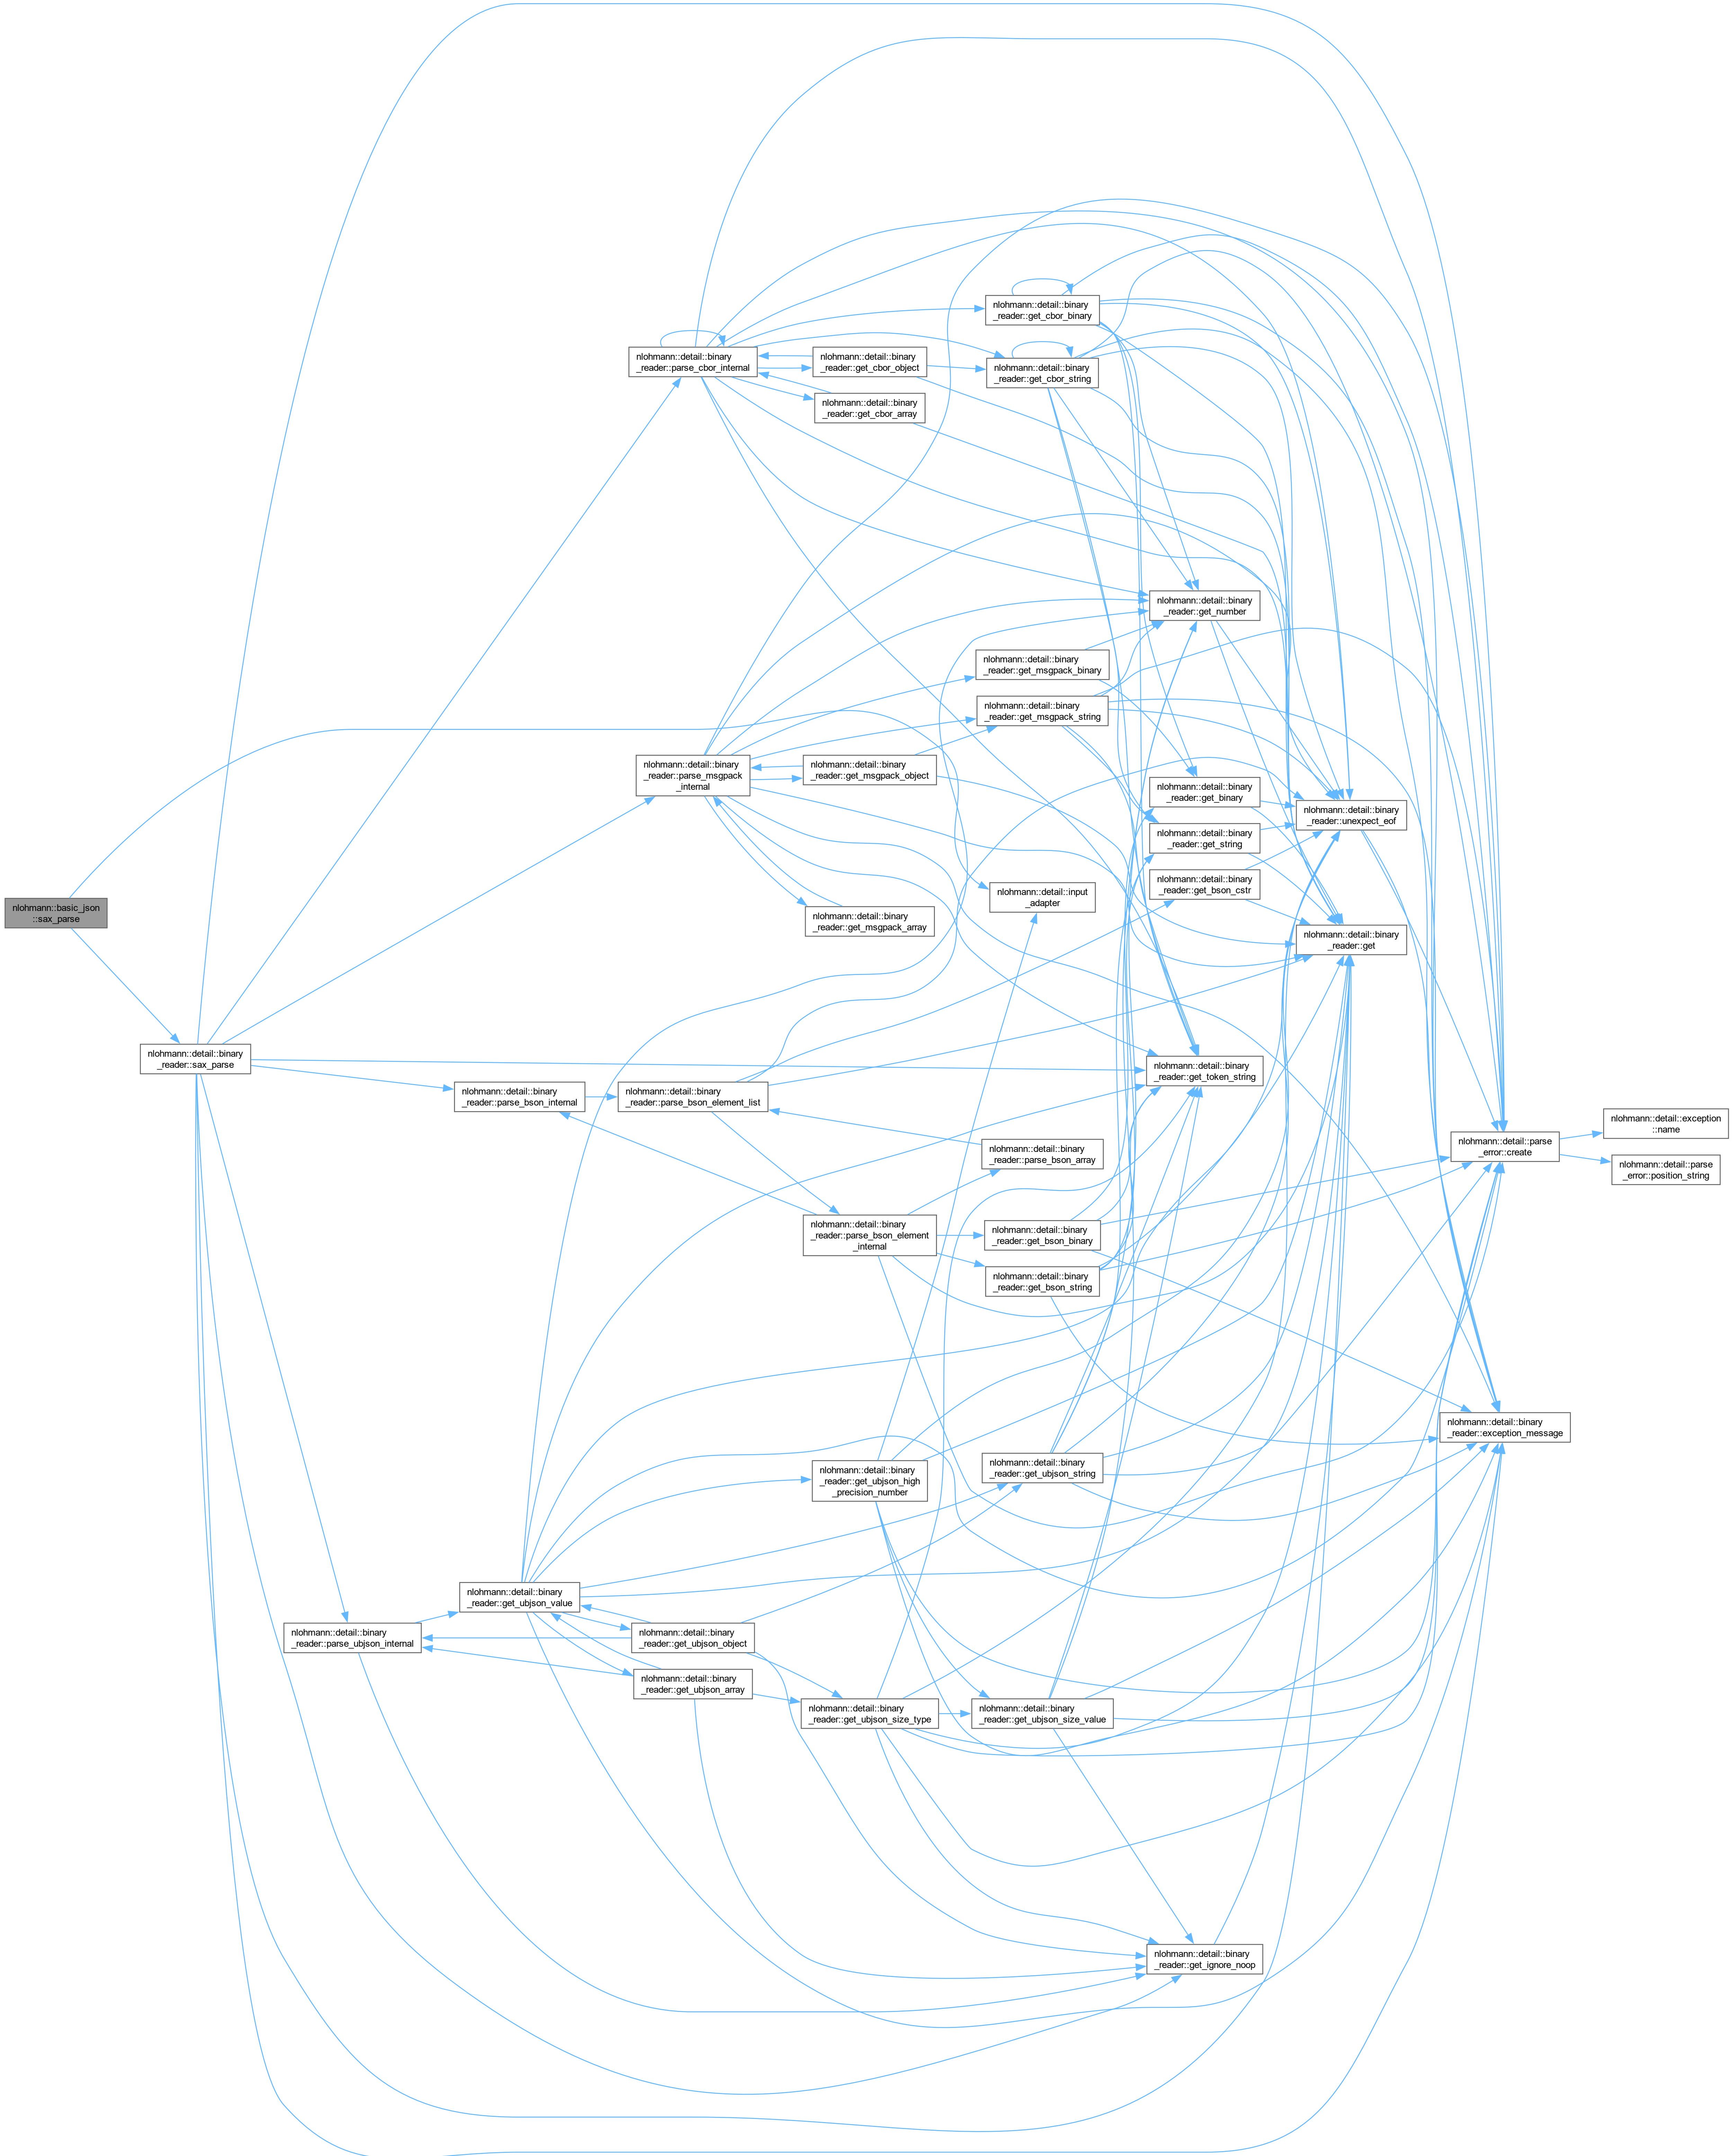 nlohmann::basic_json
::sax_parse
nlohmann::detail::binary
_reader::sax_parse
nlohmann::detail::binary
_reader::parse_cbor_internal
nlohmann::detail::binary
_reader::get_cbor_object
nlohmann::detail::binary
_reader::get_cbor_array
nlohmann::detail::binary
_reader::get_cbor_binary
nlohmann::detail::binary
_reader::get_cbor_string
nlohmann::detail::binary
_reader::get_number
nlohmann::detail::binary
_reader::get_msgpack_binary
nlohmann::detail::binary
_reader::get_msgpack_string
nlohmann::detail::binary
_reader::parse_msgpack
_internal
nlohmann::detail::binary
_reader::get_msgpack_object
nlohmann::detail::binary
_reader::get_msgpack_array
nlohmann::detail::input
_adapter
nlohmann::detail::binary
_reader::get_binary
nlohmann::detail::binary
_reader::get_string
nlohmann::detail::binary
_reader::get_bson_cstr
nlohmann::detail::binary
_reader::unexpect_eof
nlohmann::detail::binary
_reader::get
nlohmann::detail::binary
_reader::get_token_string
nlohmann::detail::binary
_reader::parse_bson_internal
nlohmann::detail::binary
_reader::parse_bson_element_list
nlohmann::detail::binary
_reader::parse_bson_array
nlohmann::detail::parse
_error::create
nlohmann::detail::exception
::name
nlohmann::detail::parse
_error::position_string
nlohmann::detail::binary
_reader::parse_bson_element
_internal
nlohmann::detail::binary
_reader::get_bson_binary
nlohmann::detail::binary
_reader::get_bson_string
nlohmann::detail::binary
_reader::exception_message
nlohmann::detail::binary
_reader::get_ubjson_string
nlohmann::detail::binary
_reader::get_ubjson_high
_precision_number
nlohmann::detail::binary
_reader::get_ubjson_value
nlohmann::detail::binary
_reader::parse_ubjson_internal
nlohmann::detail::binary
_reader::get_ubjson_object
nlohmann::detail::binary
_reader::get_ubjson_array
nlohmann::detail::binary
_reader::get_ubjson_size_type
nlohmann::detail::binary
_reader::get_ubjson_size_value
nlohmann::detail::binary
_reader::get_ignore_noop